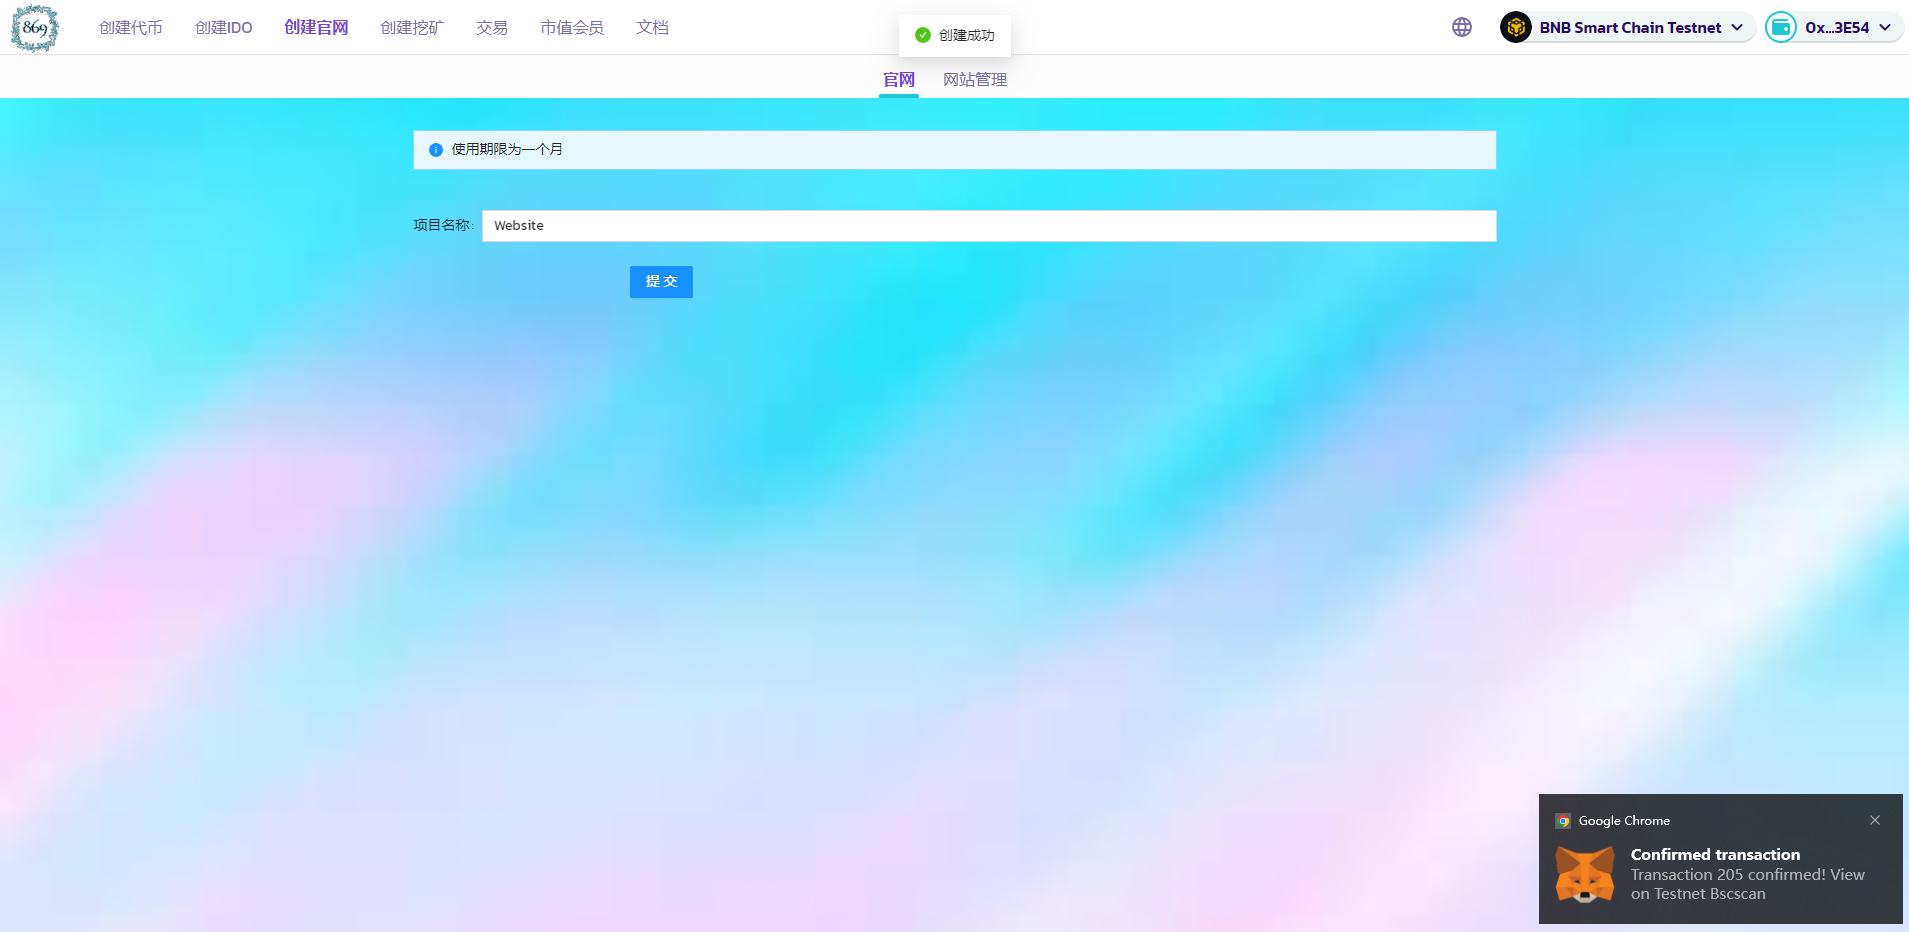 869
创建代币 创建IDO 创建官网 创建挖矿 交易 市值会员 文档
创建成功
BNB Smart Chain Testnet
0x...3E54
官网 网站管理
使用期限为一个月
项目名称: Website
提 交
Google Chrome
Confirmed transaction
Transaction 205 confirmed! View
on Testnet Bscscan